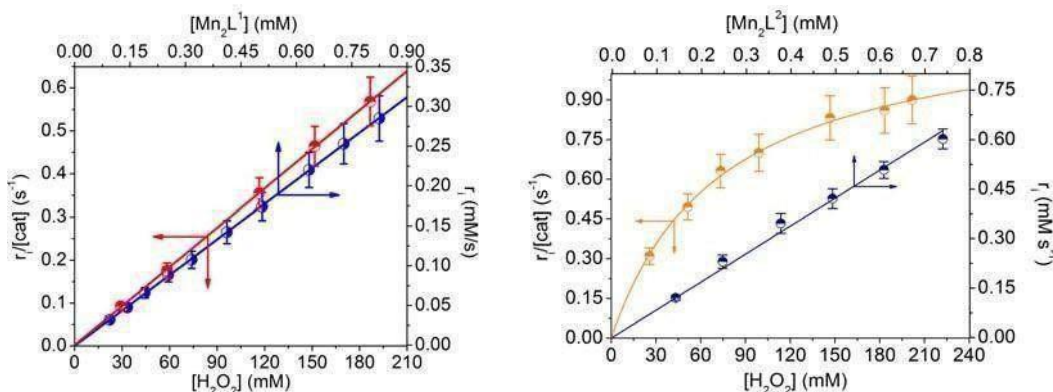 [Mn₂L¹] (mM)
0.00 0.15 0.30 0.45 0.60 0.75 0.90
0.6
0.5
0.4
0.3
0.2
0.1
0.0
rᵢ/[cat] (s⁻¹)
0.35
0.30
0.25
0.20
0.15
0.10
0.05
0.00
rᵢ (mM/s)
0 30 60 90 120 150 180 210
[H₂O₂] (mM)
[Mn₂L²] (mM)
0.0 0.1 0.2 0.3 0.4 0.5 0.6 0.7 0.8
0.90
0.75
0.60
0.45
0.30
0.15
0.00
rᵢ/[cat] (s⁻¹)
0.75
0.60
0.45
0.30
0.15
0.00
rᵢ (mM s⁻¹)
0 30 60 90 120 150 180 210 240
[H₂O₂] (mM)